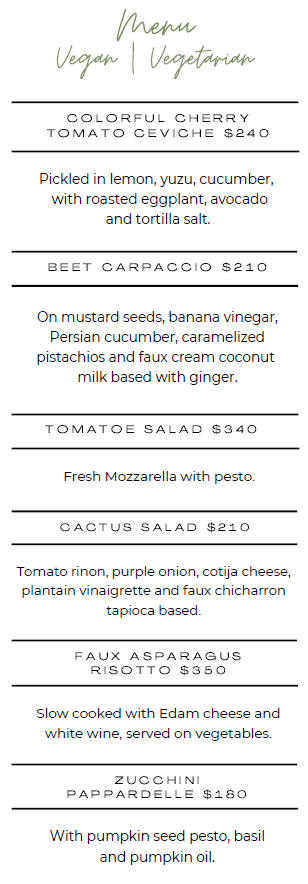 Menu
Vegan | Vegetarian
COLORFUL CHERRY
TOMATO CEVICHE $240
Pickled in lemon, yuzu, cucumber,
with roasted eggplant, avocado
and tortilla salt.
BEET CARPACCIO $210
On mustard seeds, banana vinegar,
Persian cucumber, caramelized
pistachios and faux cream coconut
milk based with ginger.
TOMATOE SALAD $340
Fresh Mozzarella with pesto.
CACTUS SALAD $210
Tomato rinon, purple onion, cotija cheese,
plantain vinaigrette and faux chicharron
tapioca based.
FAUX ASPARAGUS
RISOTTO $350
Slow cooked with Edam cheese and
white wine, served on vegetables.
ZUCCHINI
PAPPARDELLE $180
With pumpkin seed pesto, basil
and pumpkin oil.